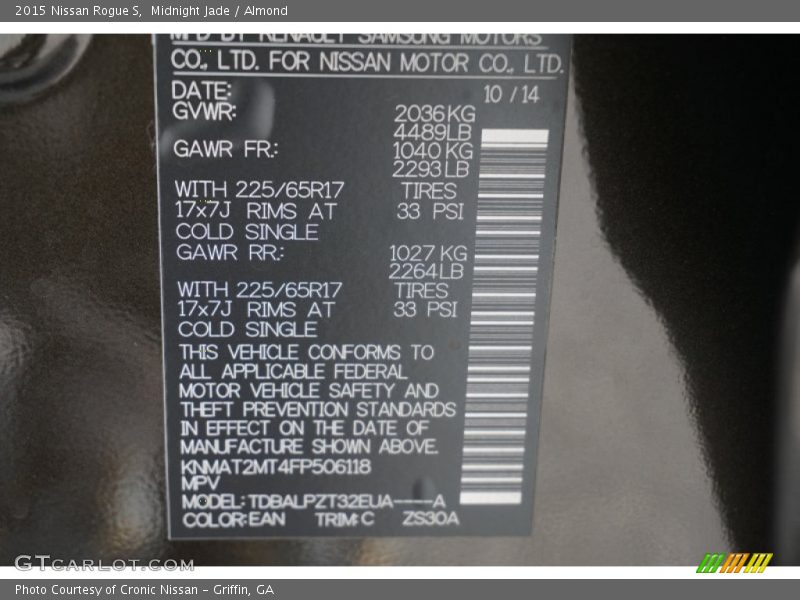 2015 Nissan Rogue S, Midnight Jade / Almond
MFD BY RENAULT SAMSUNG MOTORS
CO., LTD. FOR NISSAN MOTOR CO., LTD.
DATE: 10 / 14
GVWR: 2036 KG
4489 LB
GAWR FR.: 1040 KG
2293 LB
WITH 225/65R17 TIRES
17x7J RIMS AT 33 PSI
COLD SINGLE
GAWR RR.: 1027 KG
2264 LB
WITH 225/65R17 TIRES
17x7J RIMS AT 33 PSI
COLD SINGLE
THIS VEHICLE CONFORMS TO
ALL APPLICABLE FEDERAL
MOTOR VEHICLE SAFETY AND
THEFT PREVENTION STANDARDS
IN EFFECT ON THE DATE OF
MANUFACTURE SHOWN ABOVE.
KNMAT2MT4FP506118
MPV
MODEL: TDBALPZT32EUA----A
COLOR: EAN TRIM: C ZS30A
GTCARLOT.COM
Photo Courtesy of Cronic Nissan - Griffin, GA